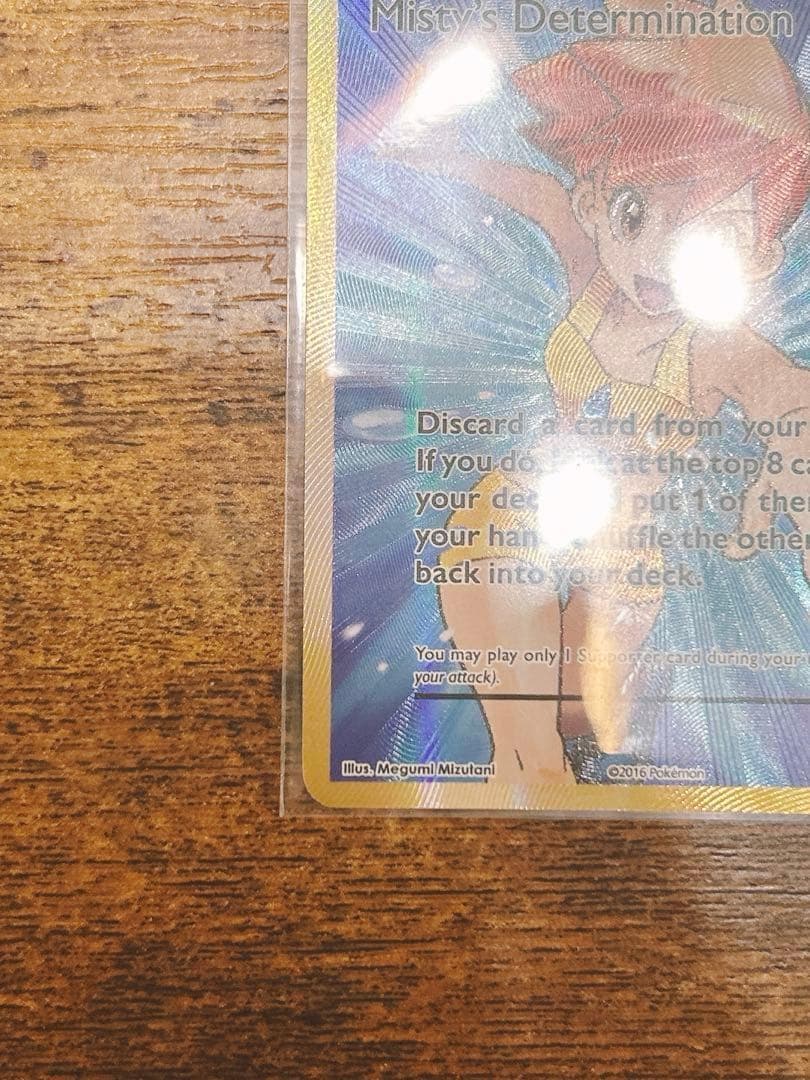 Misty's Determination
Discard a card from your
If you do, at the top 8 ca
your dec put 1 of the
your han uffle the other
back into your deck.
You may play only 1 Supporter card during your
your attack).
Illus. Megumi Mizutani
©2016 Pokémon